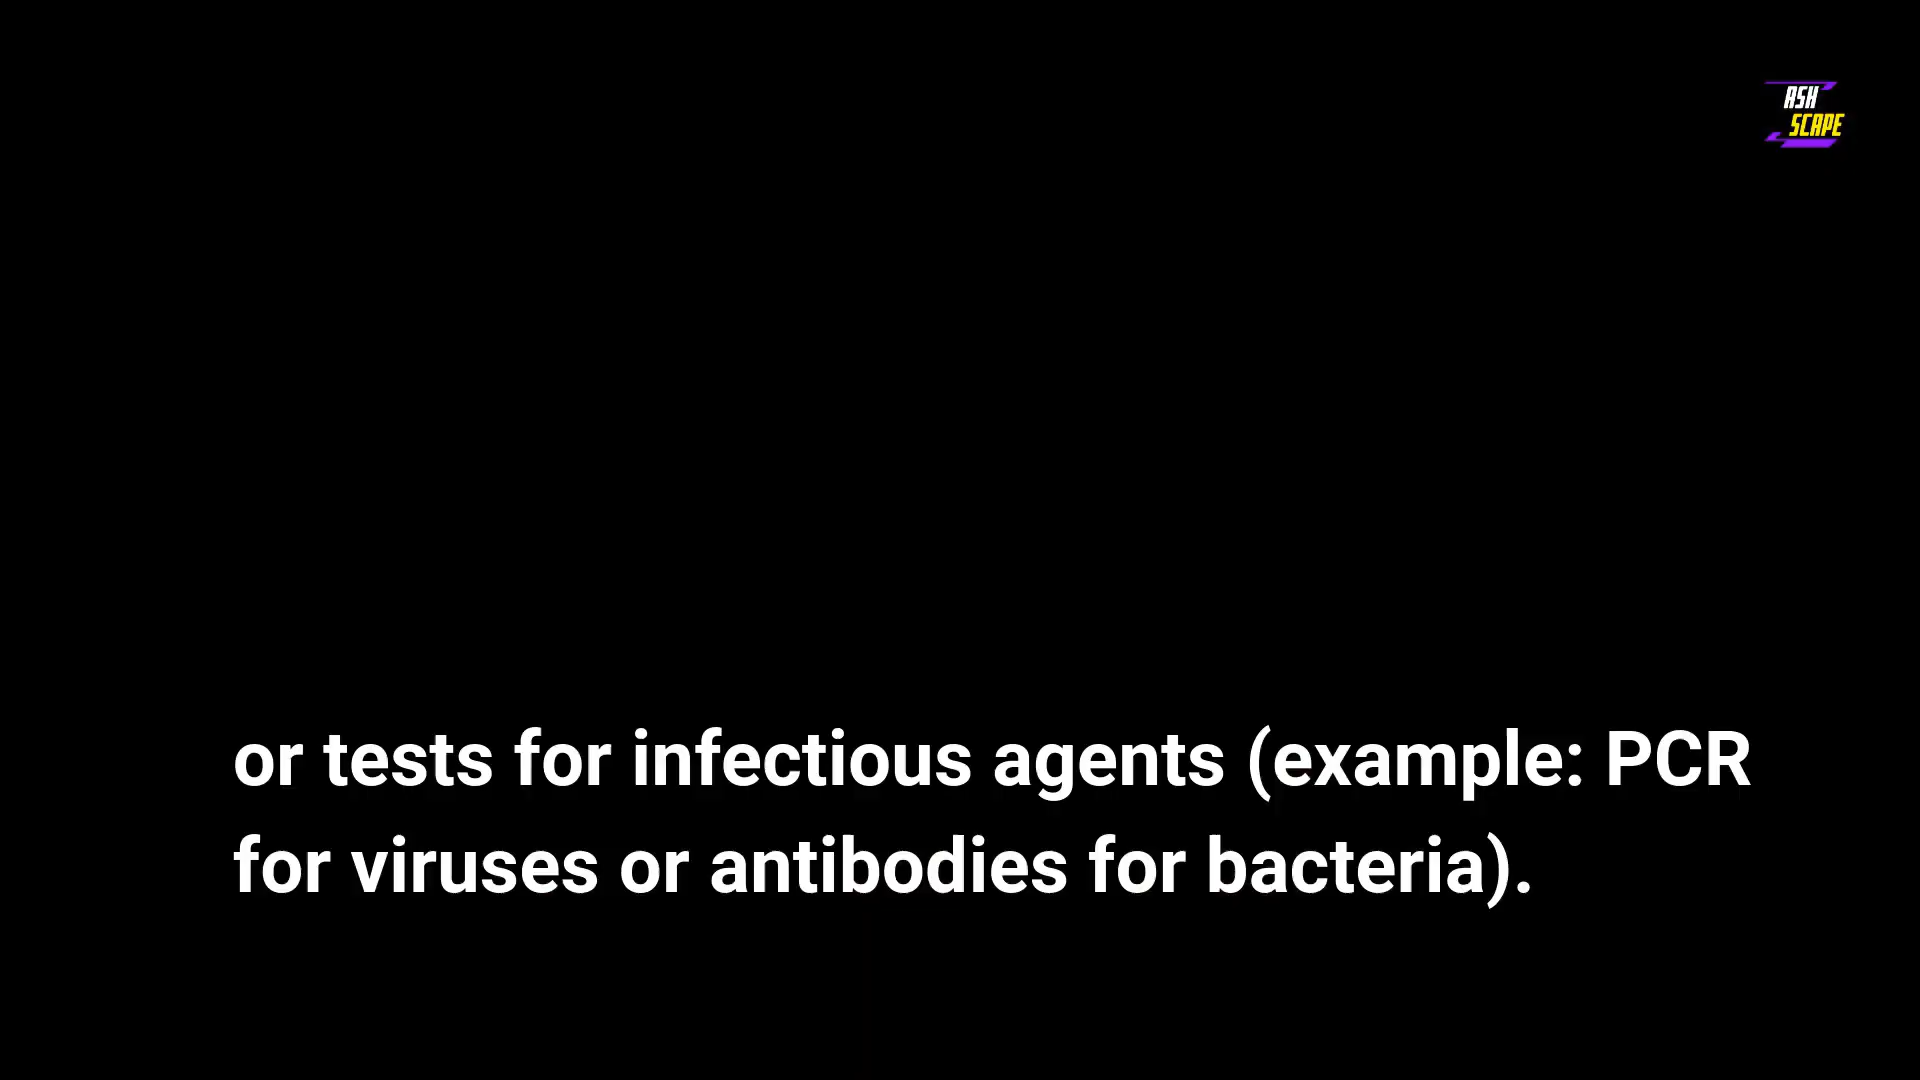 ASH
SCAPE
or tests for infectious agents (example: PCR
for viruses or antibodies for bacteria).